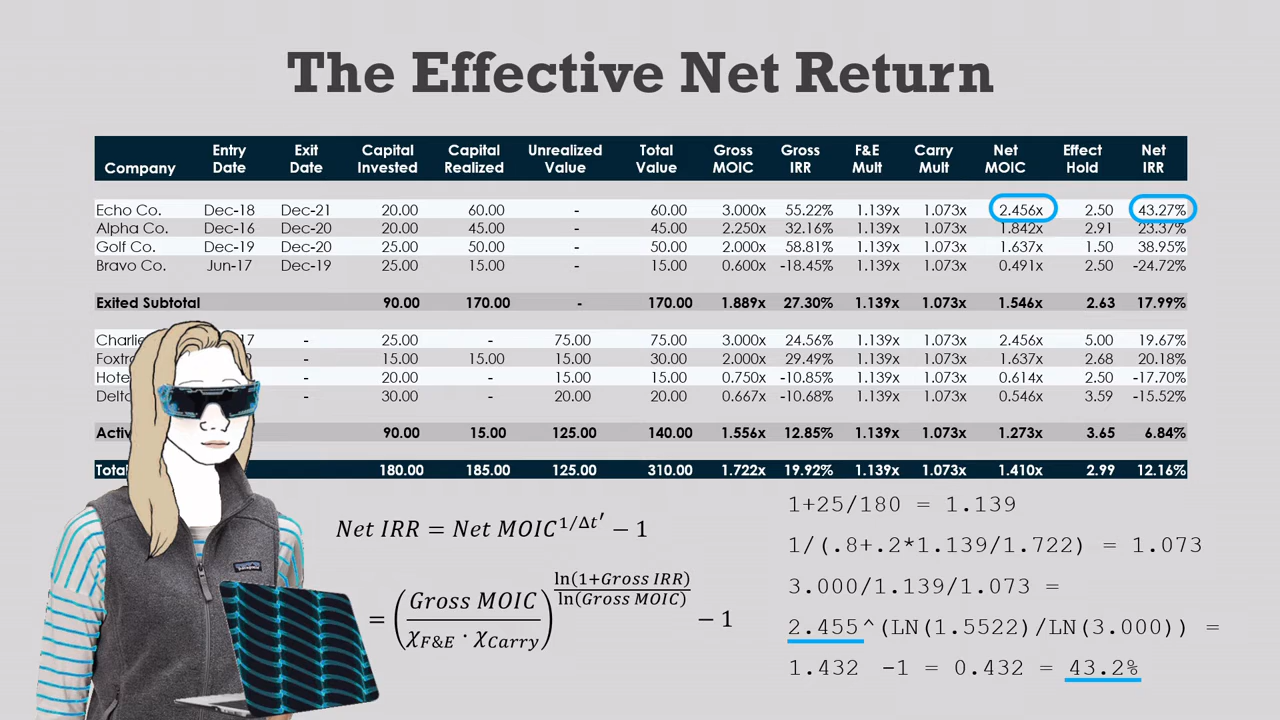 The Effective Net Return
Company Entry Date Exit Date Capital Invested Capital Realized Unrealized Value Total Value Gross MOIC Gross IRR F&E Mult Carry Mult Net MOIC Effect Hold Net IRR
Echo Co. Dec-18 Dec-21 20.00 60.00 - 60.00 3.000x 55.22% 1.139x 1.073x 2.456x 2.50 43.27%
Alpha Co. Dec-16 Dec-20 20.00 45.00 - 45.00 2.250x 32.16% 1.139x 1.073x 1.842x 2.91 23.37%
Golf Co. Dec-19 Dec-20 25.00 50.00 - 50.00 2.000x 58.81% 1.139x 1.073x 1.637x 1.50 38.95%
Bravo Co. Jun-17 Dec-19 25.00 15.00 - 15.00 0.600x -18.45% 1.139x 1.073x 0.491x 2.50 -24.72%
Exited Subtotal 90.00 170.00 - 170.00 1.889x 27.30% 1.139x 1.073x 1.546x 2.63 17.99%
Charlie 17 - 25.00 - 75.00 75.00 3.000x 24.56% 1.139x 1.073x 2.456x 5.00 19.67%
Foxtr - 15.00 15.00 15.00 30.00 2.000x 29.49% 1.139x 1.073x 1.637x 2.68 20.18%
Hote - 20.00 - 15.00 15.00 0.750x -10.85% 1.139x 1.073x 0.614x 2.50 -17.70%
Delt - 30.00 - 20.00 20.00 0.667x -10.68% 1.139x 1.073x 0.546x 3.59 -15.52%
Activ 90.00 15.00 125.00 140.00 1.556x 12.85% 1.139x 1.073x 1.273x 3.65 6.84%
Total 180.00 185.00 125.00 310.00 1.722x 19.92% 1.139x 1.073x 1.410x 2.99 12.16%
Net IRR = Net MOIC^{1/Δt′} − 1
= (Gross MOIC / χ_{F&E} · χ_{Carry})^{ln(1+Gross IRR) / ln(Gross MOIC)} − 1
1+25/180 = 1.139
1/(.8+.2*1.139/1.722) = 1.073
3.000/1.139/1.073 =
2.455^(LN(1.5522)/LN(3.000)) =
1.432 -1 = 0.432 = 43.2%
patagonia